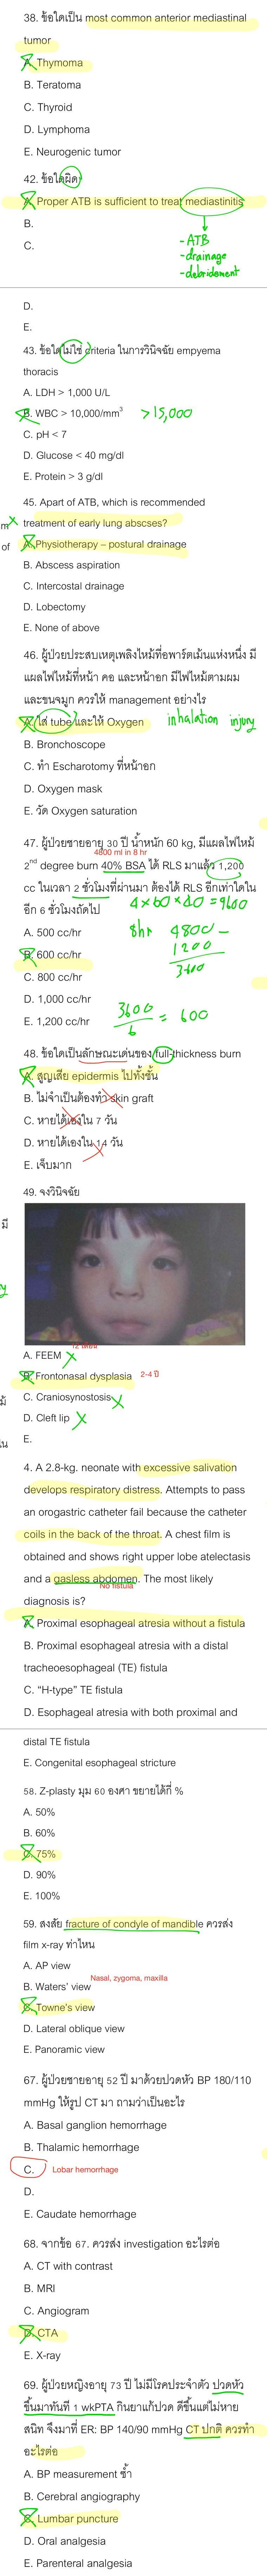 38. ข้อใดเป็น most common anterior mediastinal
tumor
A. Thymoma
B. Teratoma
C. Thyroid
D. Lymphoma
E. Neurogenic tumor
42. ข้อใดผิด
A. Proper ATB is sufficient to treat mediastinitis
B.
- ATB
C.
- drainage
- debridement
D.
E.
43. ข้อใดไม่ใช่ criteria ในการวินิจฉัย empyema
thoracis
A. LDH > 1,000 U/L
B. WBC > 10,000/mm³ >15,000
C. pH < 7
D. Glucose < 40 mg/dl
E. Protein > 3 g/dl
45. Apart of ATB, which is recommended
treatment of early lung abscses?
m
of
A. Physiotherapy – postural drainage
B. Abscess aspiration
C. Intercostal drainage
D. Lobectomy
E. None of above
46. ผู้ป่วยประสบเหตุเพลิงไหม้ที่อพาร์ตเม้นแห่งหนึ่ง มี
แผลไฟไหม้ที่หน้า คอ และหน้าอก มีไฟไหม้ตามผม
และขนจมูก ควรให้ management อย่างไร
A. ใส่ tube และให้ Oxygen inhalation injury
B. Bronchoscope
C. ทำ Escharotomy ที่หน้าอก
D. Oxygen mask
E. วัด Oxygen saturation
47. ผู้ป่วยชายอายุ 30 ปี น้ำหนัก 60 kg, มีแผลไฟไหม้
4800 ml in 8 hr
2nd degree burn 40% BSA ได้ RLS มาแล้ว 1,200
cc ในเวลา 2 ชั่วโมงที่ผ่านมา ต้องได้ RLS อีกเท่าใดใน
อีก 6 ชั่วโมงถัดไป 4 x 60 x 40 = 9600
A. 500 cc/hr 8hr 4800 -
B. 600 cc/hr 1200
C. 800 cc/hr 3600
D. 1,000 cc/hr
E. 1,200 cc/hr 3600/6 = 600
48. ข้อใดเป็นลักษณะเด่นของ full-thickness burn
A. สูญเสีย epidermis ไปทั้งชั้น
B. ไม่จำเป็นต้องทำ skin graft
C. หายได้เองใน 7 วัน
D. หายได้เองใน 14 วัน
E. เจ็บมาก
49. จงวินิจฉัย
มี
12 เดือน
A. FEEM
B. Frontonasal dysplasia 2-4 ปี
C. Craniosynostosis
D. Cleft lip
E.
4. A 2.8-kg. neonate with excessive salivation
develops respiratory distress. Attempts to pass
an orogastric catheter fail because the catheter
coils in the back of the throat. A chest film is
obtained and shows right upper lobe atelectasis
and a gasless abdomen. The most likely
No fistula
diagnosis is?
A. Proximal esophageal atresia without a fistula
B. Proximal esophageal atresia with a distal
tracheoesophageal (TE) fistula
C. "H-type" TE fistula
D. Esophageal atresia with both proximal and
distal TE fistula
E. Congenital esophageal stricture
58. Z-plasty มุม 60 องศา ขยายได้กี่ %
A. 50%
B. 60%
C. 75%
D. 90%
E. 100%
59. สงสัย fracture of condyle of mandible ควรส่ง
film x-ray ท่าไหน
A. AP view
B. Waters' view Nasal, zygoma, maxilla
C. Towne's view
D. Lateral oblique view
E. Panoramic view
67. ผู้ป่วยชายอายุ 52 ปี มาด้วยปวดหัว BP 180/110
mmHg ให้รูป CT มา ถามว่าเป็นอะไร
A. Basal ganglion hemorrhage
B. Thalamic hemorrhage
C. Lobar hemorrhage
D.
E. Caudate hemorrhage
68. จากข้อ 67. ควรส่ง investigation อะไรต่อ
A. CT with contrast
B. MRI
C. Angiogram
D. CTA
E. X-ray
69. ผู้ป่วยหญิงอายุ 73 ปี ไม่มีโรคประจำตัว ปวดหัว
ขึ้นมาทันที 1 wkPTA กินยาแก้ปวด ดีขึ้นแต่ไม่หาย
สนิท จึงมาที่ ER: BP 140/90 mmHg CT ปกติ ควรทำ
อะไรต่อ
A. BP measurement ซ้ำ
B. Cerebral angiography
C. Lumbar puncture
D. Oral analgesia
E. Parenteral analgesia